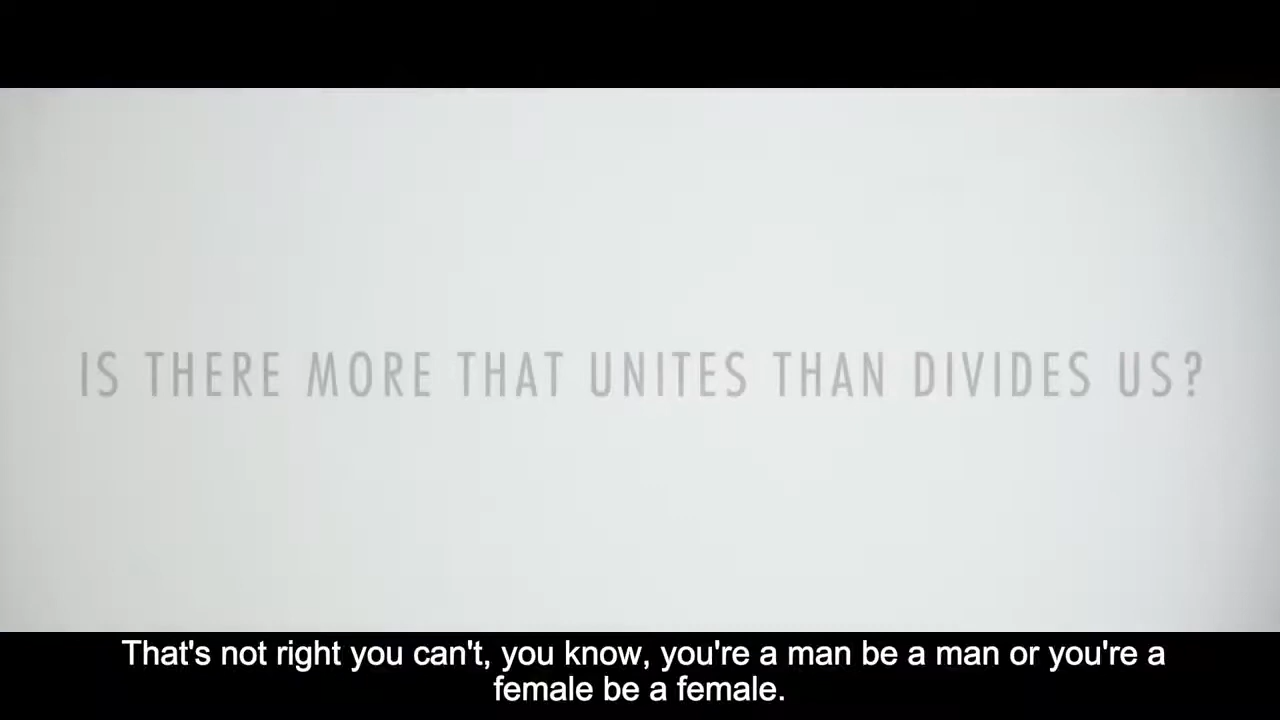 IS THERE MORE THAT UNITES THAN DIVIDES US?
That's not right you can't, you know, you're a man be a man or you're a
female be a female.